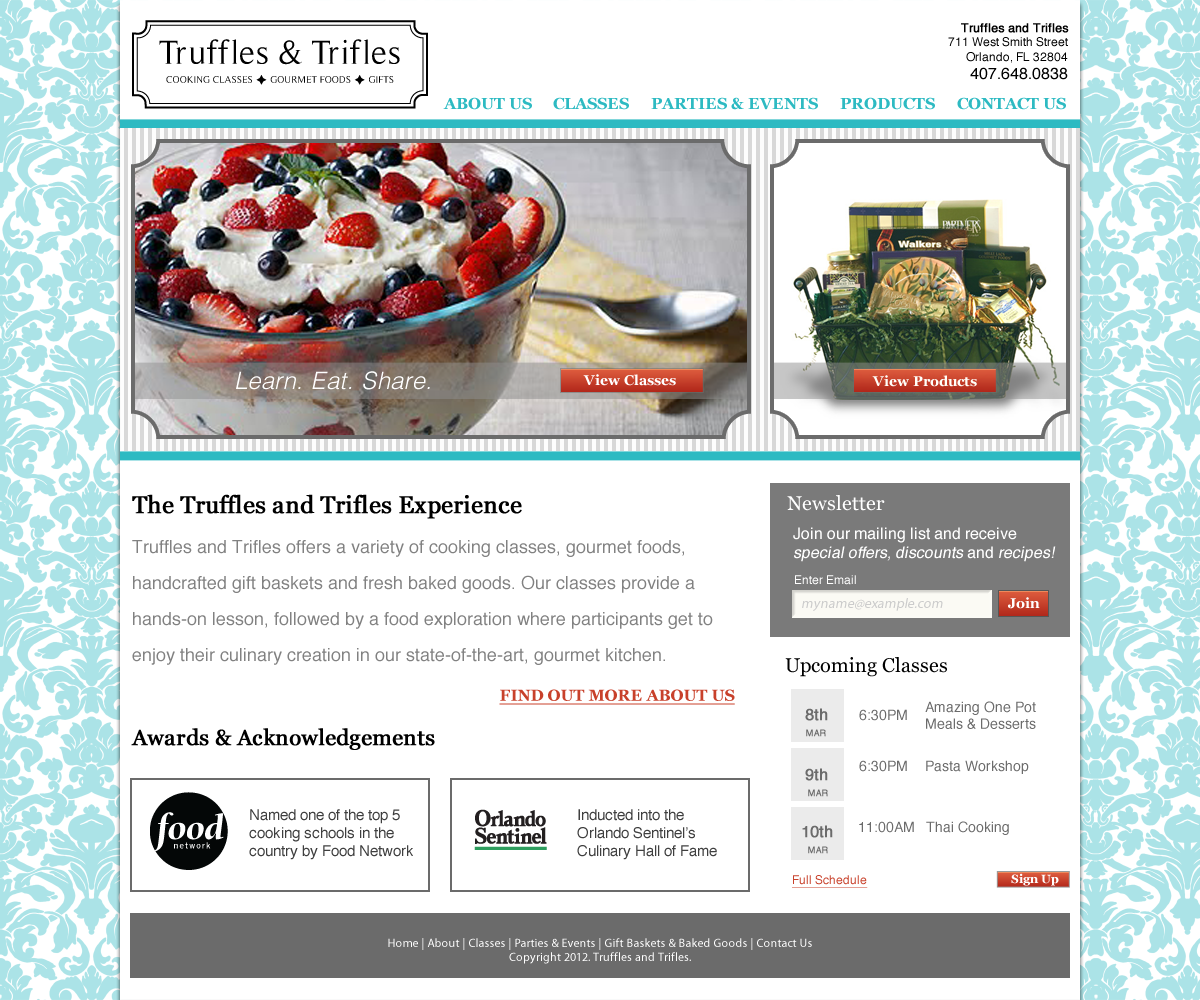 Truffles & Trifles
COOKING CLASSES ✦ GOURMET FOODS ✦ GIFTS
Truffles and Trifles
711 West Smith Street
Orlando, FL 32804
407.648.0838
ABOUT US CLASSES PARTIES & EVENTS PRODUCTS CONTACT US
PARTNERS
Walkers
Learn. Eat. Share.
View Classes
View Products
The Truffles and Trifles Experience
Truffles and Trifles offers a variety of cooking classes, gourmet foods,
handcrafted gift baskets and fresh baked goods. Our classes provide a
hands-on lesson, followed by a food exploration where participants get to
enjoy their culinary creation in our state-of-the-art, gourmet kitchen.
FIND OUT MORE ABOUT US
Awards & Acknowledgements
food
network
Named one of the top 5
cooking schools in the
country by Food Network
Orlando
Sentinel
Inducted into the
Orlando Sentinel's
Culinary Hall of Fame
Newsletter
Join our mailing list and receive
special offers, discounts and recipes!
Enter Email
myname@example.com
Join
Upcoming Classes
8th
MAR
6:30PM
Amazing One Pot
Meals & Desserts
9th
MAR
6:30PM
Pasta Workshop
10th
MAR
11:00AM
Thai Cooking
Full Schedule
Sign Up
Home | About | Classes | Parties & Events | Gift Baskets & Baked Goods | Contact Us
Copyright 2012. Truffles and Trifles.